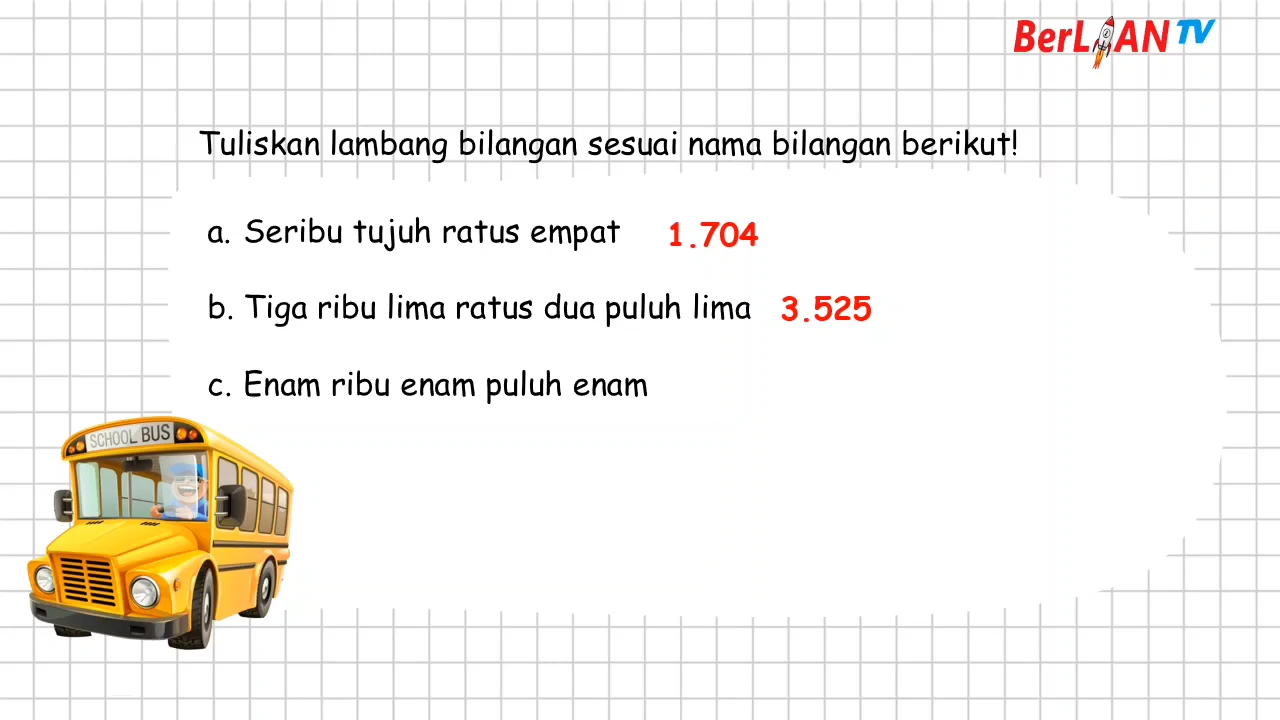 BerLIAN TV
Tuliskan lambang bilangan sesuai nama bilangan berikut!
a. Seribu tujuh ratus empat 1.704
b. Tiga ribu lima ratus dua puluh lima 3.525
c. Enam ribu enam puluh enam
SCHOOL BUS